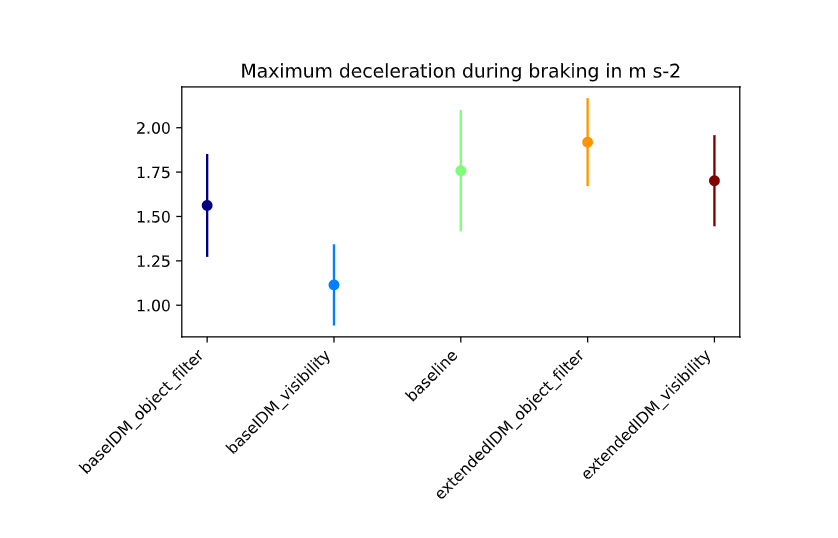 Maximum deceleration during braking in m s-2
2.00
1.75
1.50
1.25
1.00
baseIDM_object_filter
baseIDM_visibility
baseline
extendedIDM_object_filter
extendedIDM_visibility